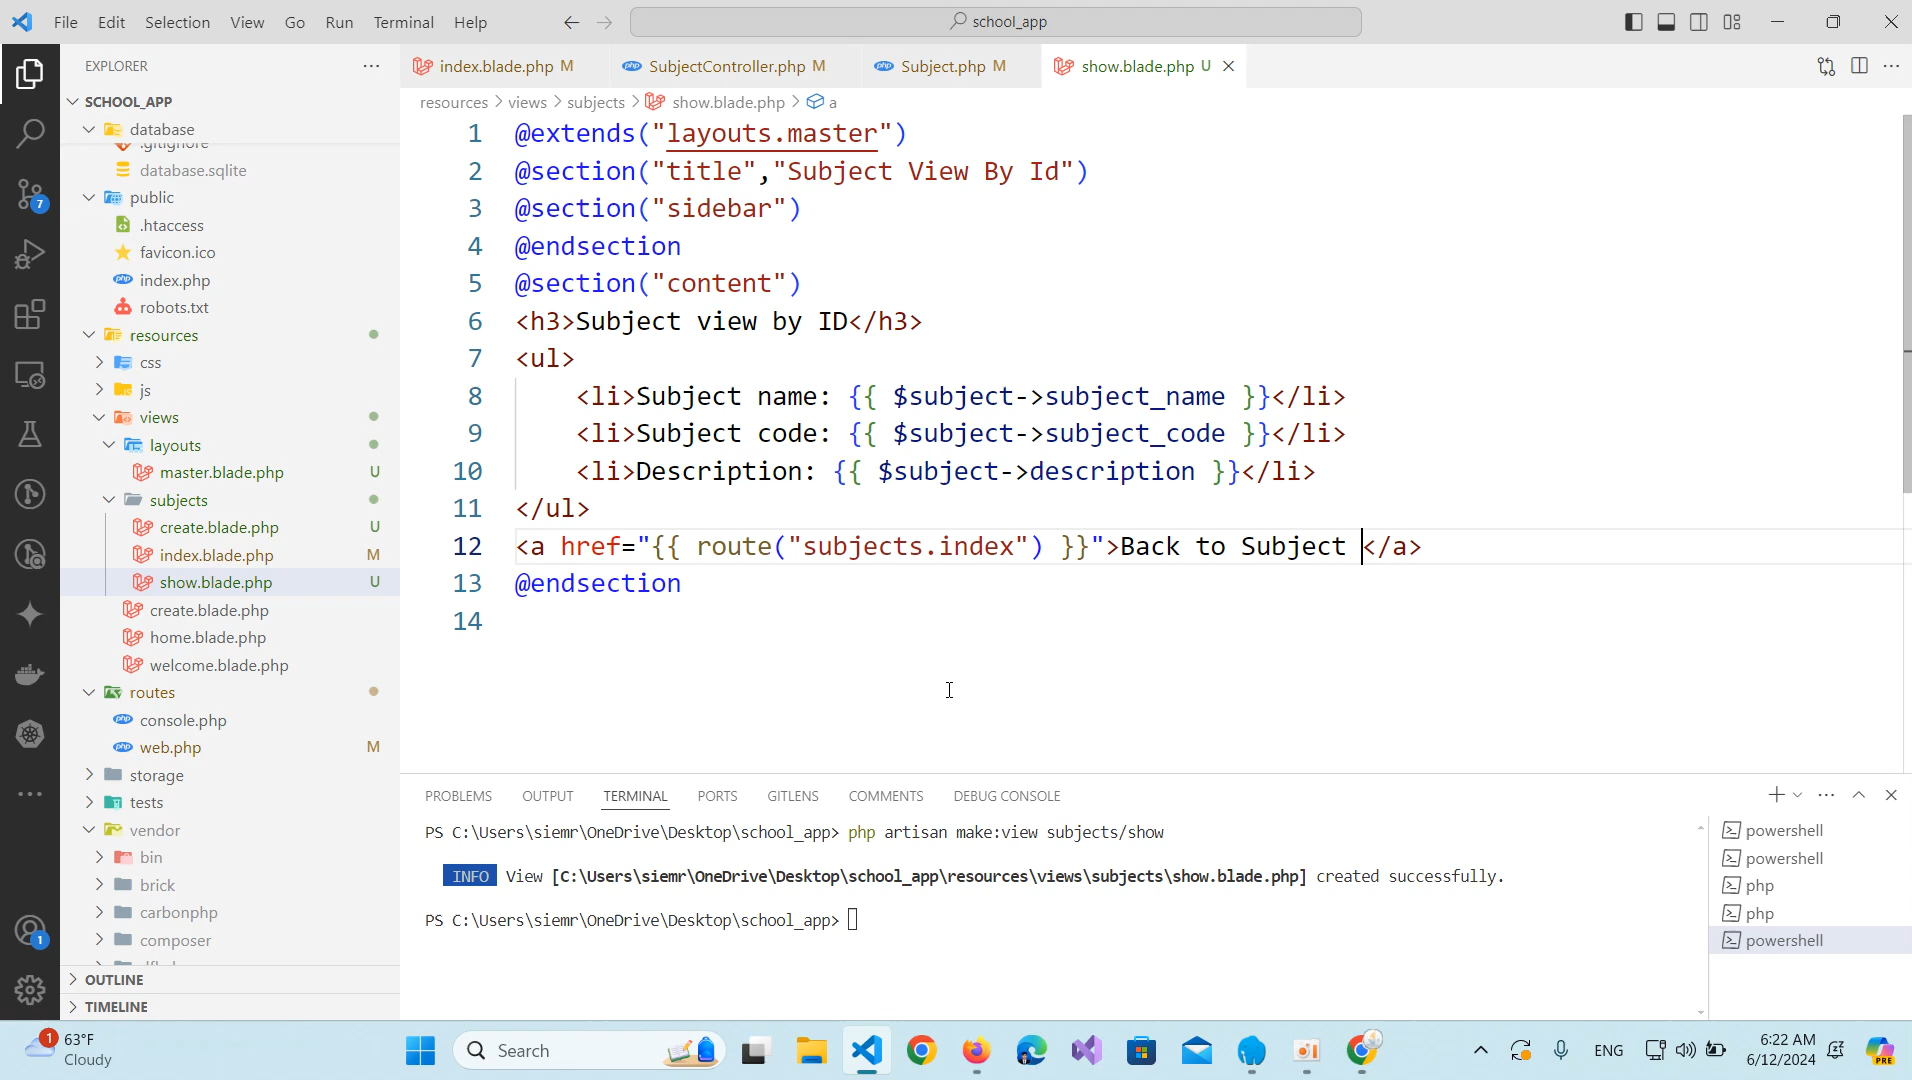 File Edit Selection View Go Run Terminal Help
school_app
EXPLORER
SCHOOL_APP
database
.gitignore
database.sqlite
public
.htaccess
favicon.ico
index.php
robots.txt
resources
css
js
views
layouts
master.blade.php U
subjects
create.blade.php U
index.blade.php M
show.blade.php U
create.blade.php
home.blade.php
welcome.blade.php
routes
console.php
web.php M
storage
tests
vendor
bin
brick
carbonphp
composer
OUTLINE
TIMELINE
7
1
index.blade.php M
SubjectController.php M
Subject.php M
show.blade.php U
resources > views > subjects > show.blade.php > a
1 @extends("layouts.master")
2 @section("title","Subject View By Id")
3 @section("sidebar")
4 @endsection
5 @section("content")
6 <h3>Subject view by ID</h3>
7 <ul>
8 <li>Subject name: {{ $subject->subject_name }}</li>
9 <li>Subject code: {{ $subject->subject_code }}</li>
10 <li>Description: {{ $subject->description }}</li>
11 </ul>
12 <a href="{{ route("subjects.index") }}">Back to Subject </a>
13 @endsection
14
PROBLEMS OUTPUT TERMINAL PORTS GITLENS COMMENTS DEBUG CONSOLE
PS C:\Users\siemr\OneDrive\Desktop\school_app> php artisan make:view subjects/show
INFO View [C:\Users\siemr\OneDrive\Desktop\school_app\resources\views\subjects\show.blade.php] created successfully.
PS C:\Users\siemr\OneDrive\Desktop\school_app>
powershell
powershell
php
php
powershell
1
63°F
Cloudy
Search
ENG
6:22 AM
6/12/2024
PRE